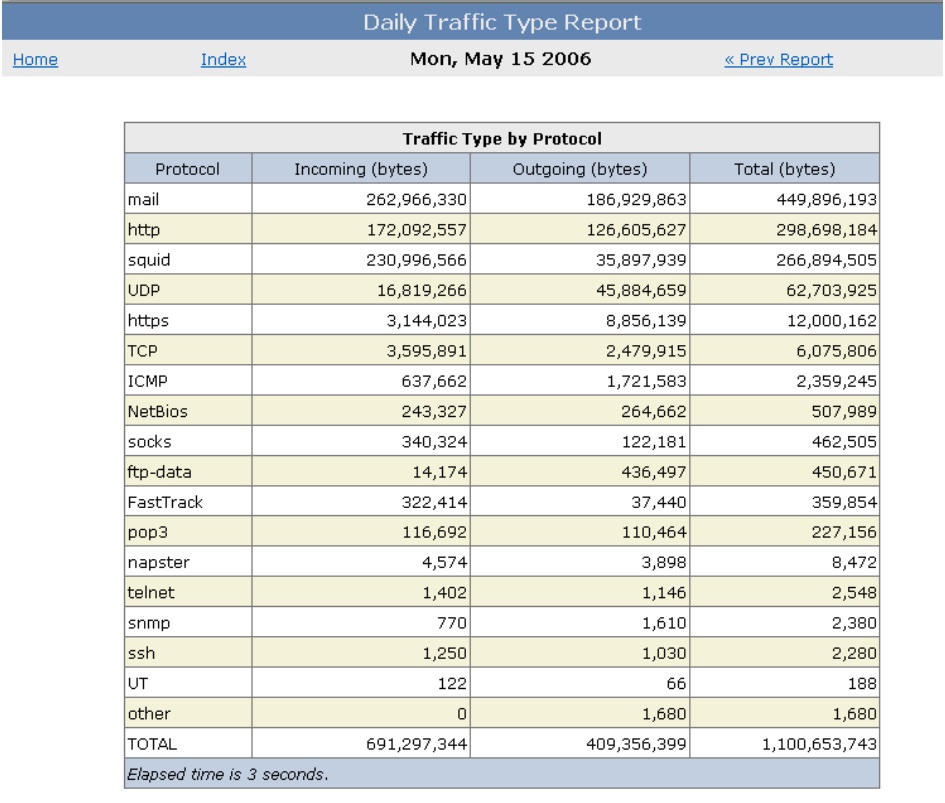 Daily Traffic Type Report
Home Index Mon, May 15 2006 « Prev Report
Traffic Type by Protocol
Protocol Incoming (bytes) Outgoing (bytes) Total (bytes)
mail 262,966,330 186,929,863 449,896,193
http 172,092,557 126,605,627 298,698,184
squid 230,996,566 35,897,939 266,894,505
UDP 16,819,266 45,884,659 62,703,925
https 3,144,023 8,856,139 12,000,162
TCP 3,595,891 2,479,915 6,075,806
ICMP 637,662 1,721,583 2,359,245
NetBios 243,327 264,662 507,989
socks 340,324 122,181 462,505
ftp-data 14,174 436,497 450,671
FastTrack 322,414 37,440 359,854
pop3 116,692 110,464 227,156
napster 4,574 3,898 8,472
telnet 1,402 1,146 2,548
snmp 770 1,610 2,380
ssh 1,250 1,030 2,280
UT 122 66 188
other 0 1,680 1,680
TOTAL 691,297,344 409,356,399 1,100,653,743
Elapsed time is 3 seconds.